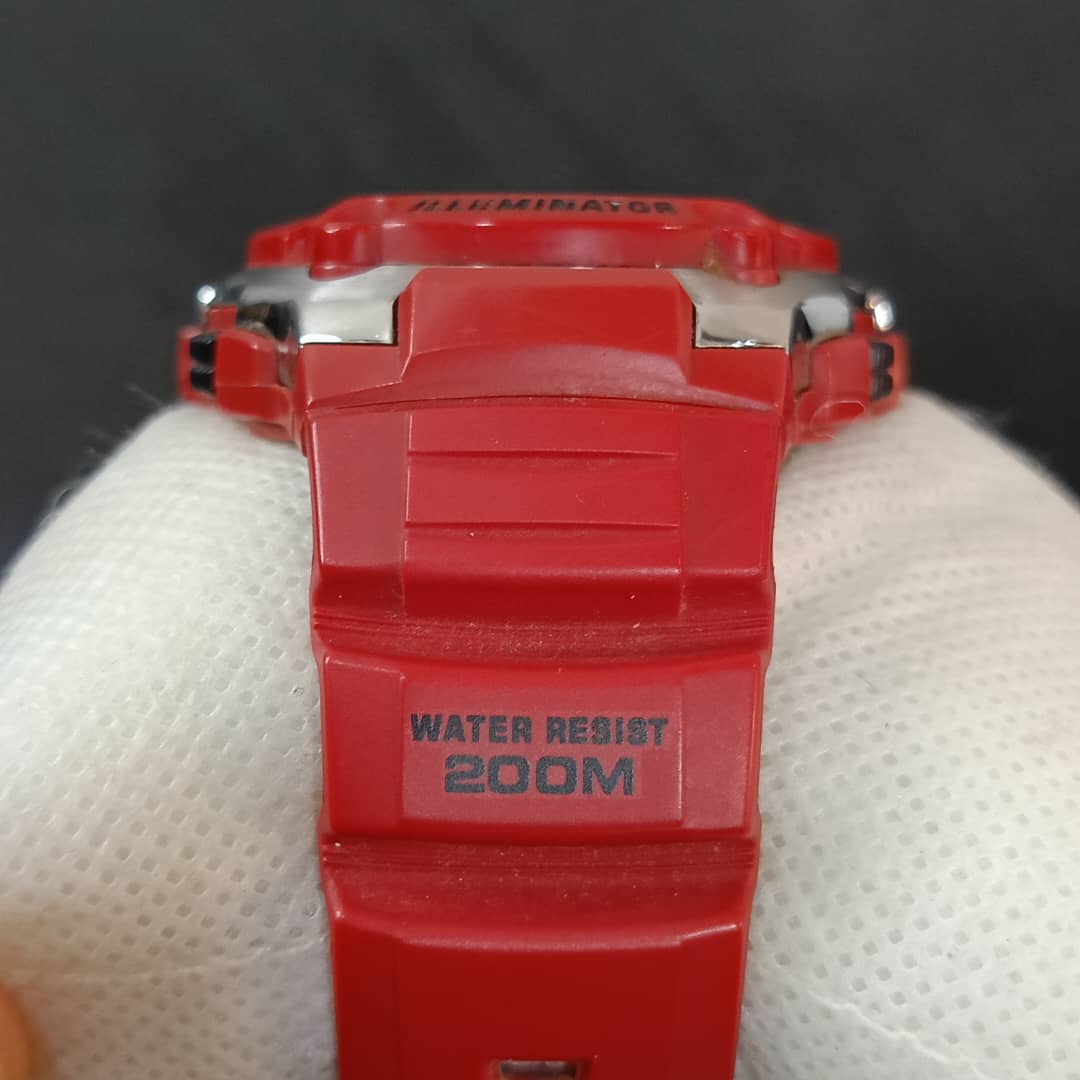 ILLUMINATOR
WATER RESIST
200M